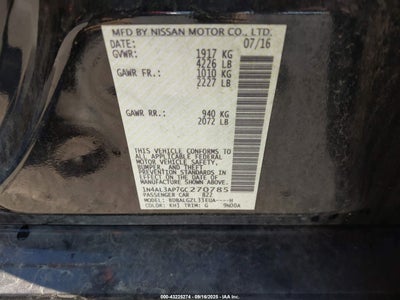 MFD BY NISSAN MOTOR CO., LTD.
DATE: 07/16
GVWR: 1917 KG
4226 LB
GAWR FR.: 1010 KG
2227 LB
GAWR RR.: 940 KG
2072 LB
THIS VEHICLE CONFORMS TO
ALL APPLICABLE FEDERAL
MOTOR VEHICLE SAFETY,
BUMPER, AND THEFT
PREVENTION STANDARDS
IN EFFECT ON THE DATE OF
MANUFACTURE SHOWN ABOVE.
1N4AL3AP7GC270785
PASSENGER CAR 822
COLOR: KH3 TRIM: G
000-43225274 - 09/18/2025 - IAAI.COM